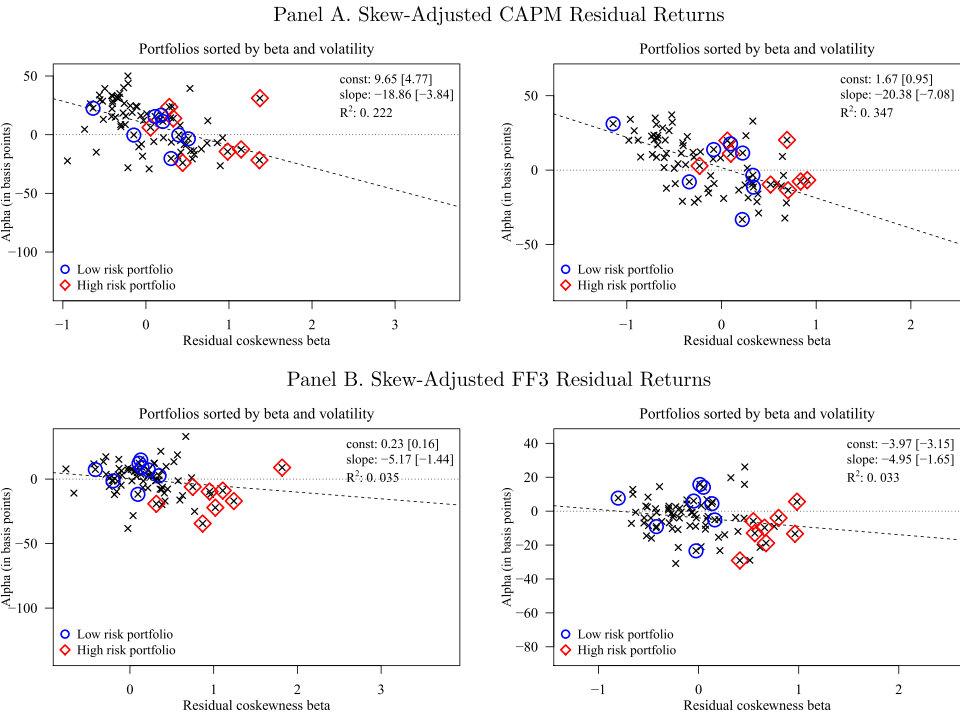 Panel A. Skew-Adjusted CAPM Residual Returns
Portfolios sorted by beta and volatility
const: 9.65 [4.77]
slope: −18.86 [−3.84)
R²: 0. 222
50
0
−50
−100
Alpha (in basis points)
Low risk portfolio
High risk portfolio
−1 0 1 2 3
Residual coskewness beta
Portfolios sorted by beta and volatility
const: 1.67 [0.95]
slope: −20.38 [−7.08)
R²: 0. 347
50
0
−50
Alpha (in basis points)
Low risk portfolio
High risk portfolio
−1 0 1 2
Residual coskewness beta
Panel B. Skew-Adjusted FF3 Residual Returns
Portfolios sorted by beta and volatility
const: 0.23 [0.16]
slope: −5.17 [−1.44)
R²: 0. 035
0
−50
−100
Alpha (in basis points)
Low risk portfolio
High risk portfolio
0 1 2 3
Residual coskewness beta
Portfolios sorted by beta and volatility
const: −3.97 [−3.15]
slope: −4.95 [−1.65)
R²: 0. 033
40
20
0
−20
−40
−60
−80
Alpha (in basis points)
Low risk portfolio
High risk portfolio
−1 0 1 2
Residual coskewness beta